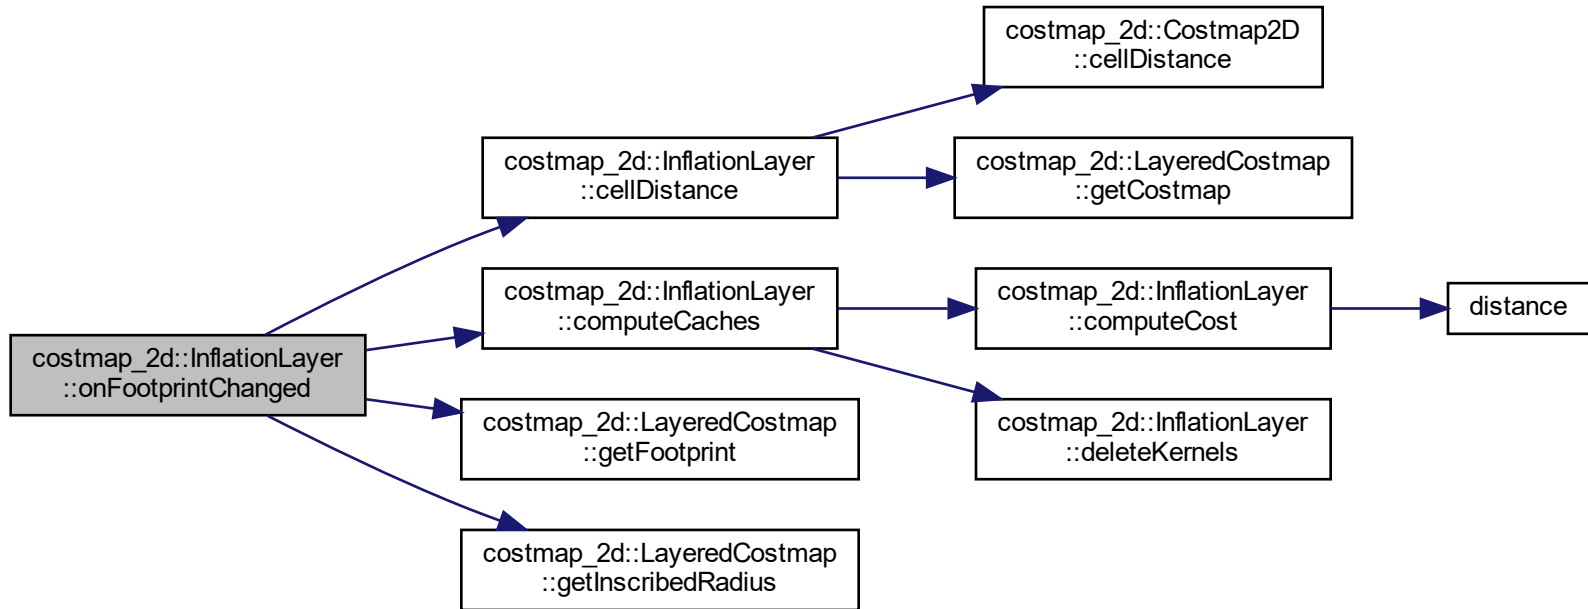 costmap_2d::Costmap2D
::cellDistance
costmap_2d::InflationLayer
::cellDistance
costmap_2d::LayeredCostmap
::getCostmap
costmap_2d::InflationLayer
::computeCaches
costmap_2d::InflationLayer
::computeCost
distance
costmap_2d::InflationLayer
::onFootprintChanged
costmap_2d::LayeredCostmap
::getFootprint
costmap_2d::InflationLayer
::deleteKernels
costmap_2d::LayeredCostmap
::getInscribedRadius